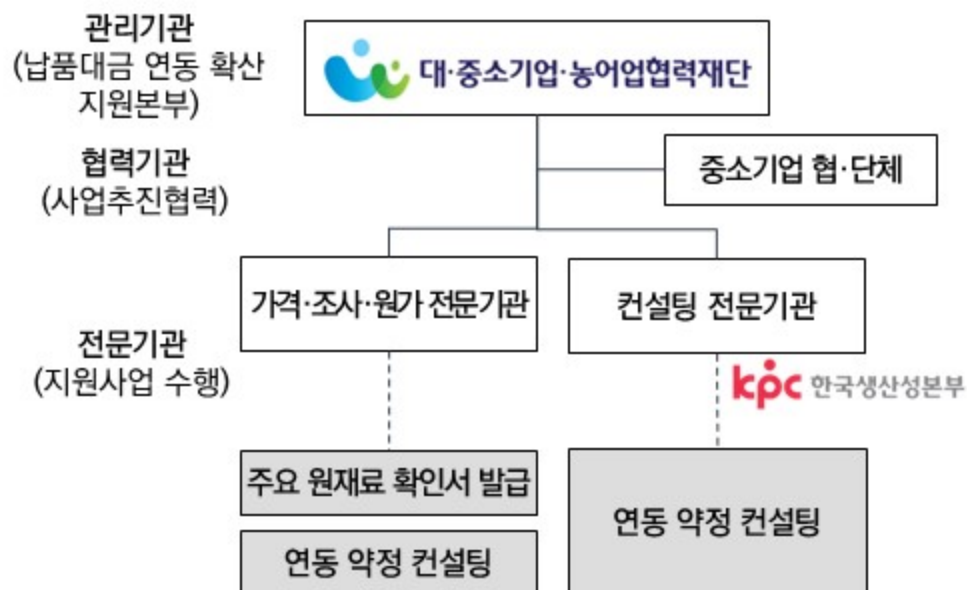 관리기관
(납품대금 연동 확산
지원본부)
대·중소기업·농어업협력재단
협력기관
(사업추진협력)
중소기업 협·단체
가격·조사·원가 전문기관
컨설팅 전문기관
전문기관
(지원사업 수행)
kpc 한국생산성본부
주요 원재료 확인서 발급
연동 약정 컨설팅
연동 약정 컨설팅